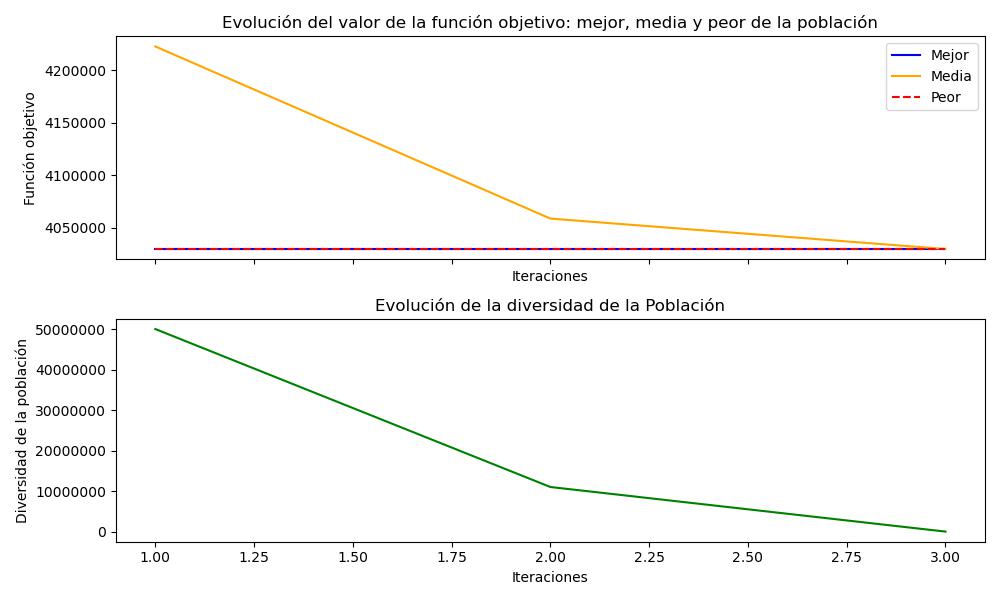 Evolución del valor de la función objetivo: mejor, media y peor de la población
Función objetivo
4200000
4150000
4100000
4050000
Mejor
Media
Peor
Iteraciones
Evolución de la diversidad de la Población
Diversidad de la población
50000000
40000000
30000000
20000000
10000000
0
1.00 1.25 1.50 1.75 2.00 2.25 2.50 2.75 3.00
Iteraciones